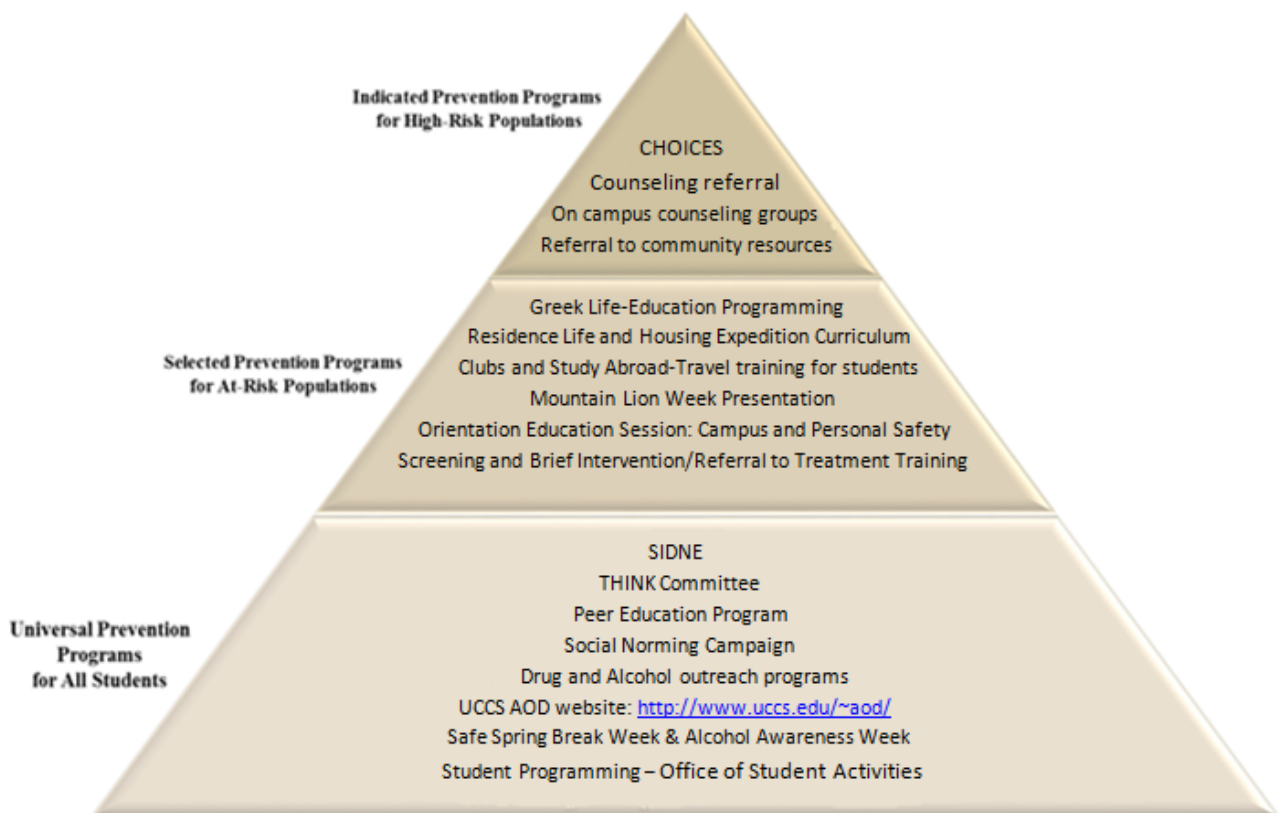 Indicated Prevention Programs
for High-Risk Populations
CHOICES
Counseling referral
On campus counseling groups
Referral to community resources
Selected Prevention Programs
for At-Risk Populations
Greek Life-Education Programming
Residence Life and Housing Expedition Curriculum
Clubs and Study Abroad-Travel training for students
Mountain Lion Week Presentation
Orientation Education Session: Campus and Personal Safety
Screening and Brief Intervention/Referral to Treatment Training
Universal Prevention
Programs
for All Students
SIDNE
THINK Committee
Peer Education Program
Social Norming Campaign
Drug and Alcohol outreach programs
UCCS AOD website: http://www.uccs.edu/~aod/
Safe Spring Break Week & Alcohol Awareness Week
Student Programming – Office of Student Activities